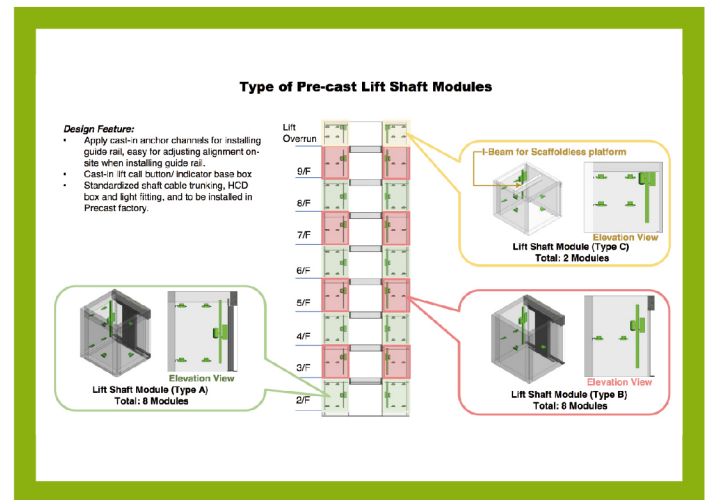 Type of Pre-cast Lift Shaft Modules
Design Feature:
• Apply cast-in anchor channels for installing
guide rail, easy for adjusting alignment on-
site when installing guide rail.
• Cast-in lift call button/ indicator base box
• Standardized shaft cable trunking, HCD
box and light fitting, and to be installed in
Precast factory.
Lift
Overrun
9/F
8/F
7/F
6/F
5/F
4/F
3/F
2/F
I-Beam for Scaffoldless platform
Elevation View
Lift Shaft Module (Type C)
Total: 2 Modules
Elevation View
Lift Shaft Module (Type A)
Total: 8 Modules
Elevation View
Lift Shaft Module (Type B)
Total: 8 Modules